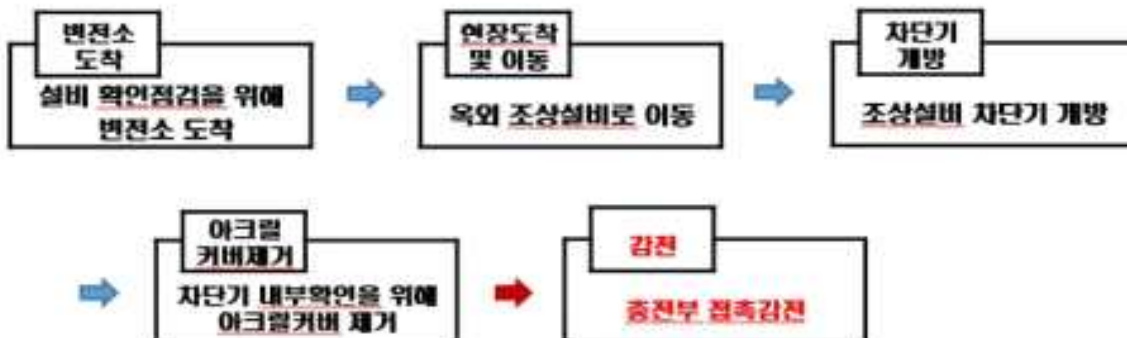 변전소
도착
설비 확인점검을 위해
변전소 도착
현장도착
및 이동
옥외 조상설비로 이동
차단기
개방
조상설비 차단기 개방
아크릴
커버제거
차단기 내부확인을 위해
아크릴커버 제거
감전
충전부 접촉감전